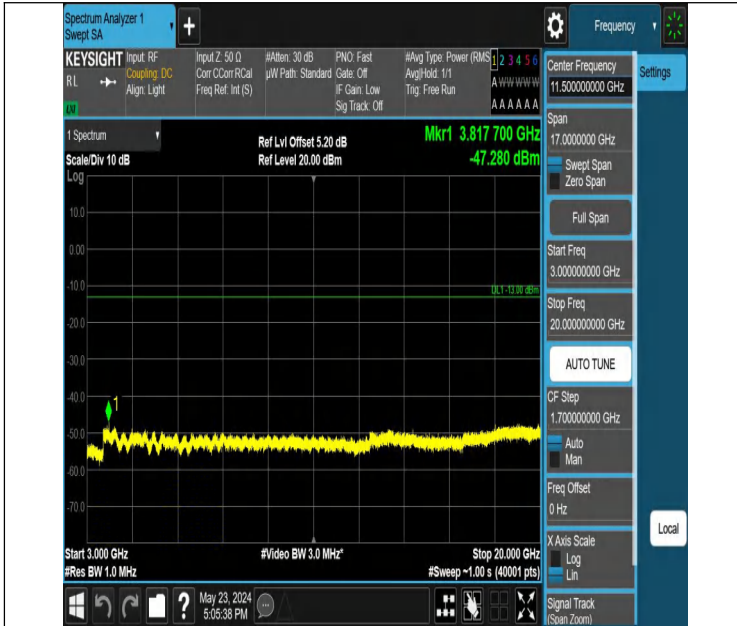 Spectrum Analyzer 1
Swept SA
+
Frequency
KEYSIGHT
RL
Input: RF
Coupling: DC
Align: Light
Input Z: 50 Ω
Corr CCorr RCal
Freq Ref: Int (S)
#Atten: 30 dB
µW Path: Standard
PNO: Fast
Gate: Off
IF Gain: Low
Sig Track: Off
#Avg Type: Power (RMS
Avg|Hold: 1/1
Trig: Free Run
1 2 3 4 5 6
A W W W W W
A A A A A A
1 Spectrum
Scale/Div 10 dB
Log
Ref Lvl Offset 5.20 dB
Ref Level 20.00 dBm
Mkr1 3.817 700 GHz
-47.280 dBm
10.0
0.00
-10.0
-20.0
-30.0
-40.0
-50.0
-60.0
-70.0
DL1 -13.00 dBm
1
Start 3.000 GHz
#Res BW 1.0 MHz
#Video BW 3.0 MHz*
Stop 20.000 GHz
#Sweep ~1.00 s (40001 pts)
Center Frequency
11.500000000 GHz
Span
17.0000000 GHz
Swept Span
Zero Span
Full Span
Start Freq
3.000000000 GHz
Stop Freq
20.000000000 GHz
AUTO TUNE
CF Step
1.700000000 GHz
Auto
Man
Freq Offset
0 Hz
X Axis Scale
Log
Lin
Signal Track
(Span Zoom)
Settings
Local
?
May 23, 2024
5:05:38 PM